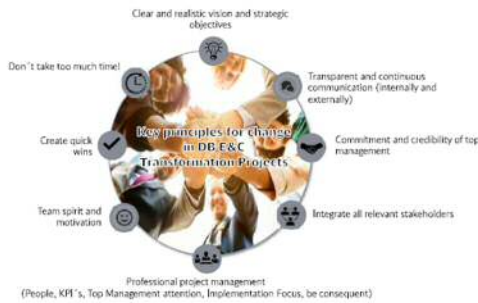 Clear and realistic vision and strategic
objectives
Don´t take too much time!
Transparent and continuous
communication (internally and
externally)
Key principles for change
in DB E&C
Transformation Projects
Create quick
wins
Commitment and credibility of top
management
Team spirit and
motivation
Integrate all relevant stakeholders
Professional project management
(People, KPI´s, Top Management attention, Implementation Focus, be consequent)